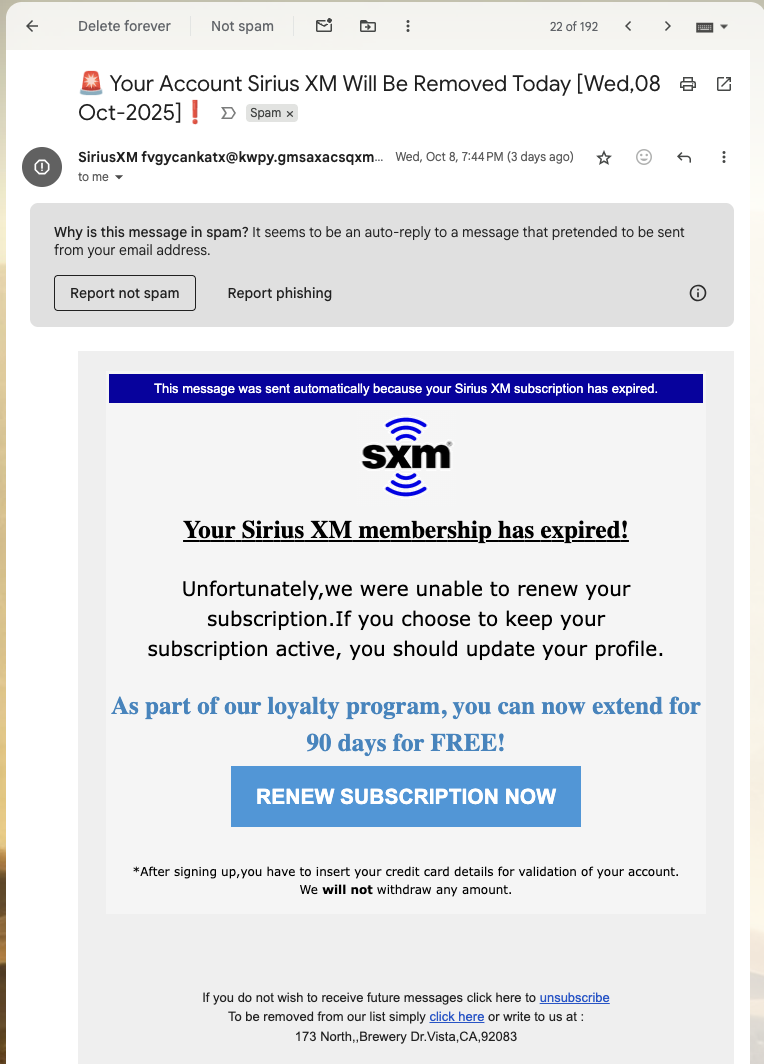 Delete forever
Not spam
22 of 192
🚨 Your Account Sirius XM Will Be Removed Today [Wed,08
Oct-2025]❗
Spam ×
SiriusXM fvgycankatx@kwpy.gmsaxacsqxm...
Wed, Oct 8, 7:44 PM (3 days ago)
to me
Why is this message in spam? It seems to be an auto-reply to a message that pretended to be sent
from your email address.
Report not spam
Report phishing
This message was sent automatically because your Sirius XM subscription has expired.
sxm®
Your Sirius XM membership has expired!
Unfortunately,we were unable to renew your
subscription.If you choose to keep your
subscription active, you should update your profile.
As part of our loyalty program, you can now extend for
90 days for FREE!
RENEW SUBSCRIPTION NOW
*After signing up,you have to insert your credit card details for validation of your account.
We will not withdraw any amount.
If you do not wish to receive future messages click here to unsubscribe
To be removed from our list simply click here or write to us at :
173 North,,Brewery Dr.Vista,CA,92083